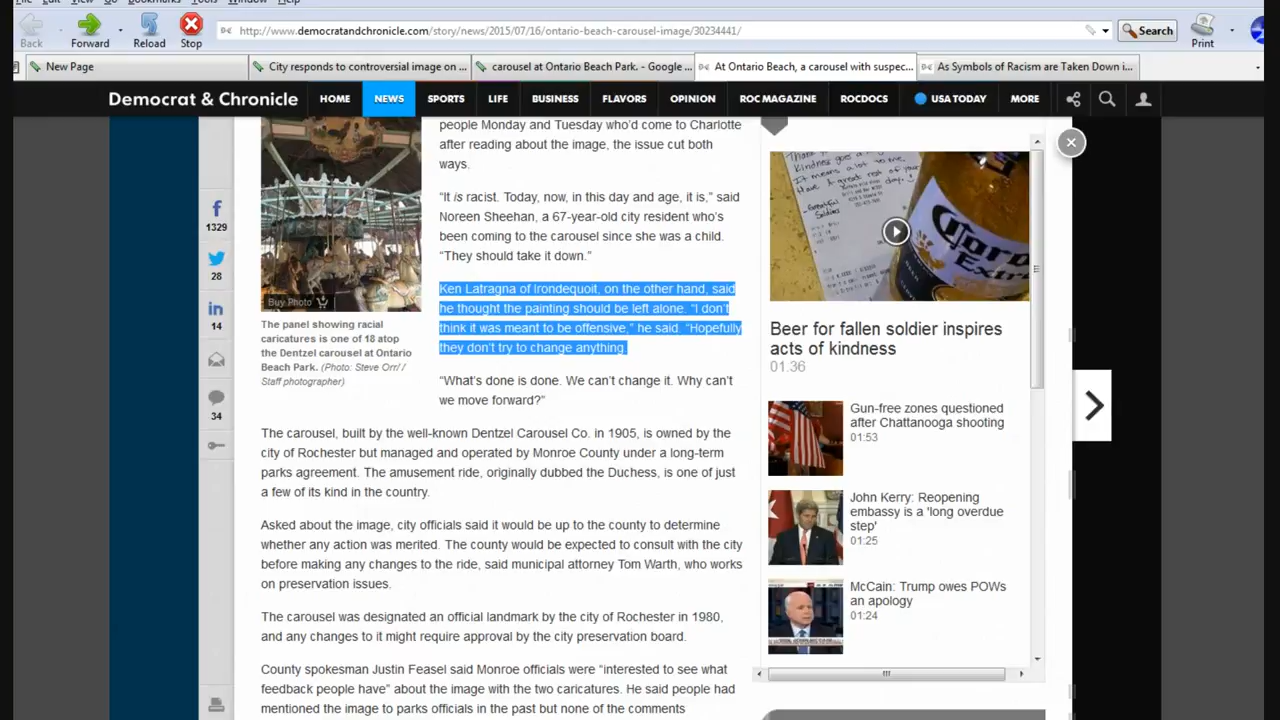 File Edit View Go Bookmarks Tools Window Help
Back
Forward
Reload
Stop
http://www.democratandchronicle.com/story/news/2015/07/16/ontario-beach-carousel-image/30234441/
Search
Print
New Page
City responds to controversial image on ...
carousel at Ontario Beach Park. - Google ...
At Ontario Beach, a carousel with suspec...
As Symbols of Racism are Taken Down i...
Democrat & Chronicle
HOME
NEWS
SPORTS
LIFE
BUSINESS
FLAVORS
OPINION
ROC MAGAZINE
ROCDOCS
USA TODAY
MORE
1329
28
14
34
Buy Photo
The panel showing racial
caricatures is one of 18 atop
the Dentzel carousel at Ontario
Beach Park. (Photo: Steve Orr/ /
Staff photographer)
people Monday and Tuesday who’d come to Charlotte
after reading about the image, the issue cut both
ways.
“It is racist. Today, now, in this day and age, it is,” said
Noreen Sheehan, a 67-year-old city resident who’s
been coming to the carousel since she was a child.
“They should take it down.”
Ken Latragna of Irondequoit, on the other hand, said
he thought the painting should be left alone. “I don’t
think it was meant to be offensive,” he said. “Hopefully
they don’t try to change anything.
“What’s done is done. We can’t change it. Why can’t
we move forward?”
The carousel, built by the well-known Dentzel Carousel Co. in 1905, is owned by the
city of Rochester but managed and operated by Monroe County under a long-term
parks agreement. The amusement ride, originally dubbed the Duchess, is one of just
a few of its kind in the country.
Asked about the image, city officials said it would be up to the county to determine
whether any action was merited. The county would be expected to consult with the city
before making any changes to the ride, said municipal attorney Tom Warth, who works
on preservation issues.
The carousel was designated an official landmark by the city of Rochester in 1980,
and any changes to it might require approval by the city preservation board.
County spokesman Justin Feasel said Monroe officials were “interested to see what
feedback people have” about the image with the two caricatures. He said people had
mentioned the image to parks officials in the past but none of the comments
Corona
Extra
Beer for fallen soldier inspires
acts of kindness
01:36
Gun-free zones questioned
after Chattanooga shooting
01:53
John Kerry: Reopening
embassy is a 'long overdue
step'
01:25
McCain: Trump owes POWs
an apology
01:24